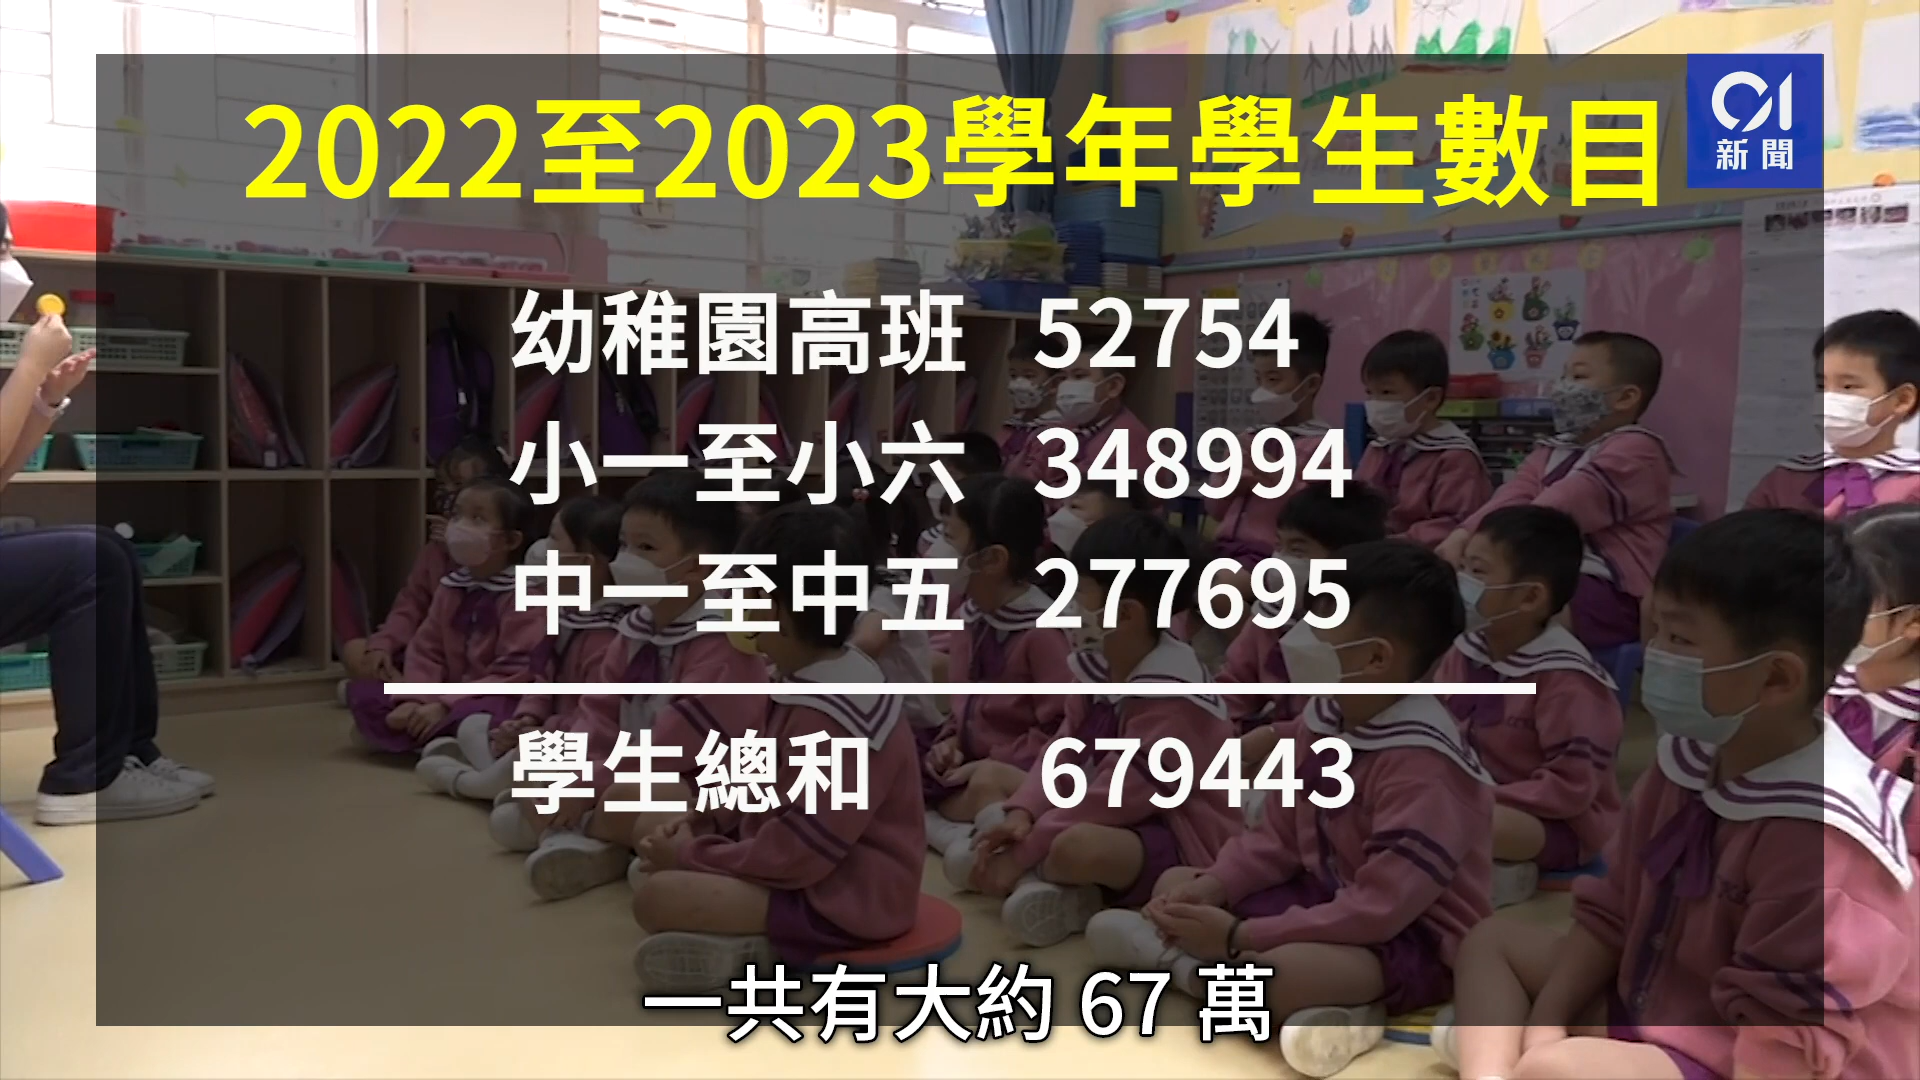 2022至2023學年學生數目
01
新聞
幼稚園高班 52754
小一至小六 348994
中一至中五 277695
學生總和 679443
一共有大約 67 萬